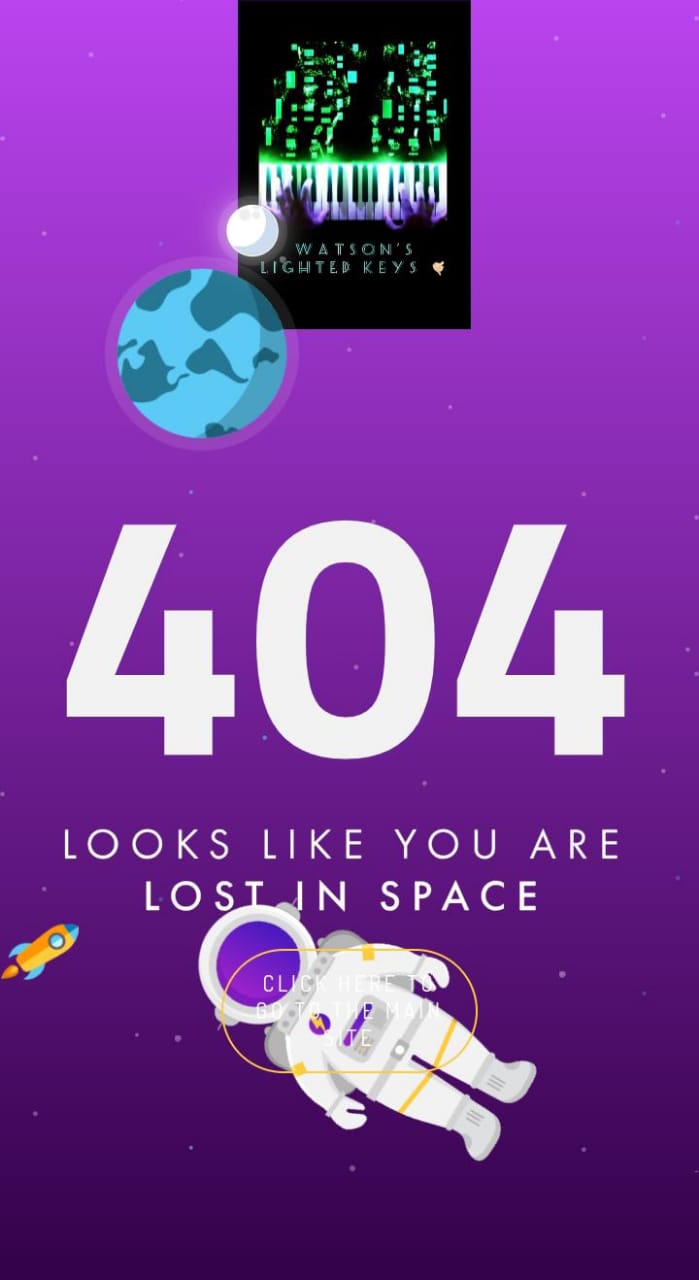 WATSON'S
LIGHTED KEYS
404
LOOKS LIKE YOU ARE
LOST IN SPACE
CLICK HERE TO
GO TO THE MAIN
SITE